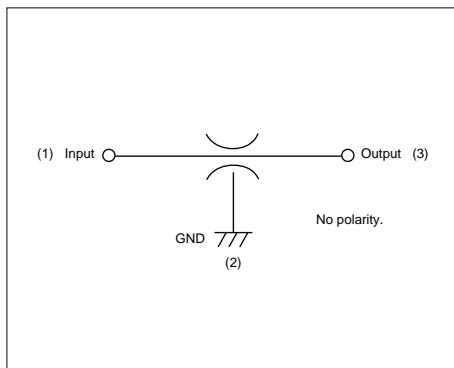 (1) Input Output (3)
No polarity.
GND
(2)